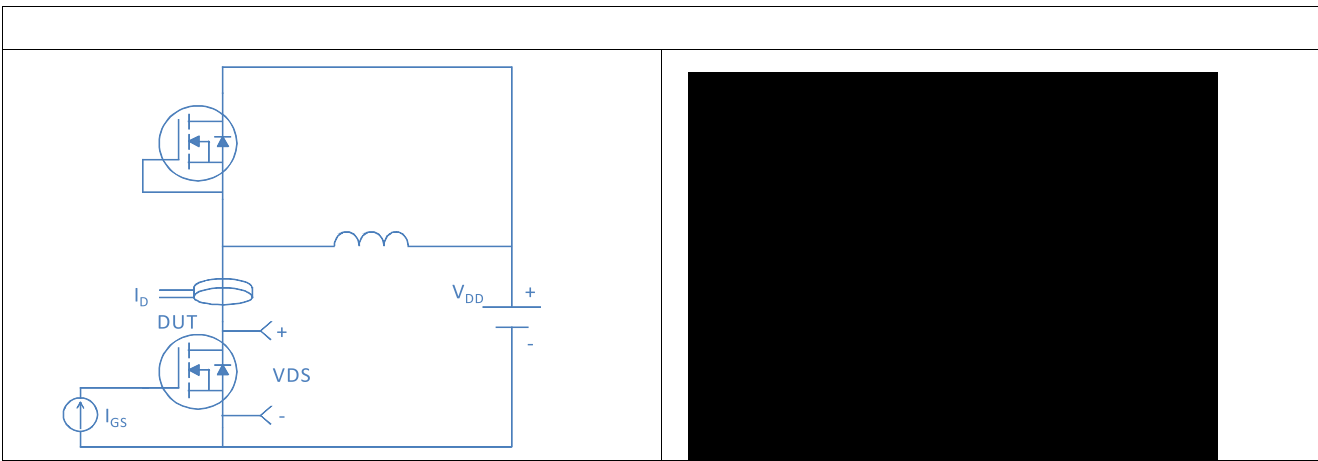 I_D
DUT
+
VDS
-
I_GS
V_DD
+
-